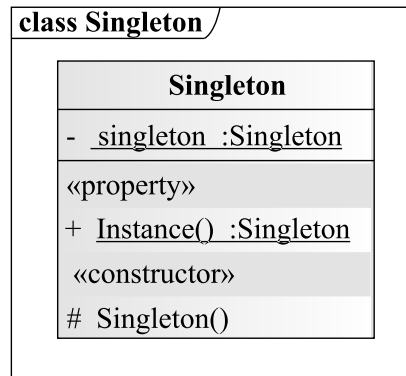 class Singleton
Singleton
- singleton :Singleton
«property»
+ Instance() :Singleton
«constructor»
# Singleton()